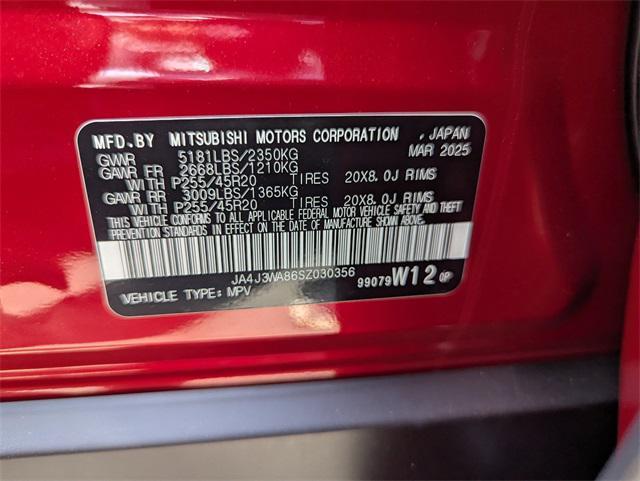 MFD. BY MITSUBISHI MOTORS CORPORATION , JAPAN
GVWR 5181LBS/2350KG MAR 2025
GAWR FR 2668LBS/1210KG
WITH P255/45R20 TIRES 20X8.0J RIMS
GAWR RR 3009LBS/1365KG
WITH P255/45R20 TIRES 20X8.0J RIMS
THIS VEHICLE CONFORMS TO ALL APPLICABLE FEDERAL MOTOR VEHICLE SAFETY AND THEFT
PREVENTION STANDARDS IN EFFECT ON THE DATE OF MANUFACTURE SHOWN ABOVE.
JA4J3WA86SZ030356
VEHICLE TYPE: MPV 99079W120P